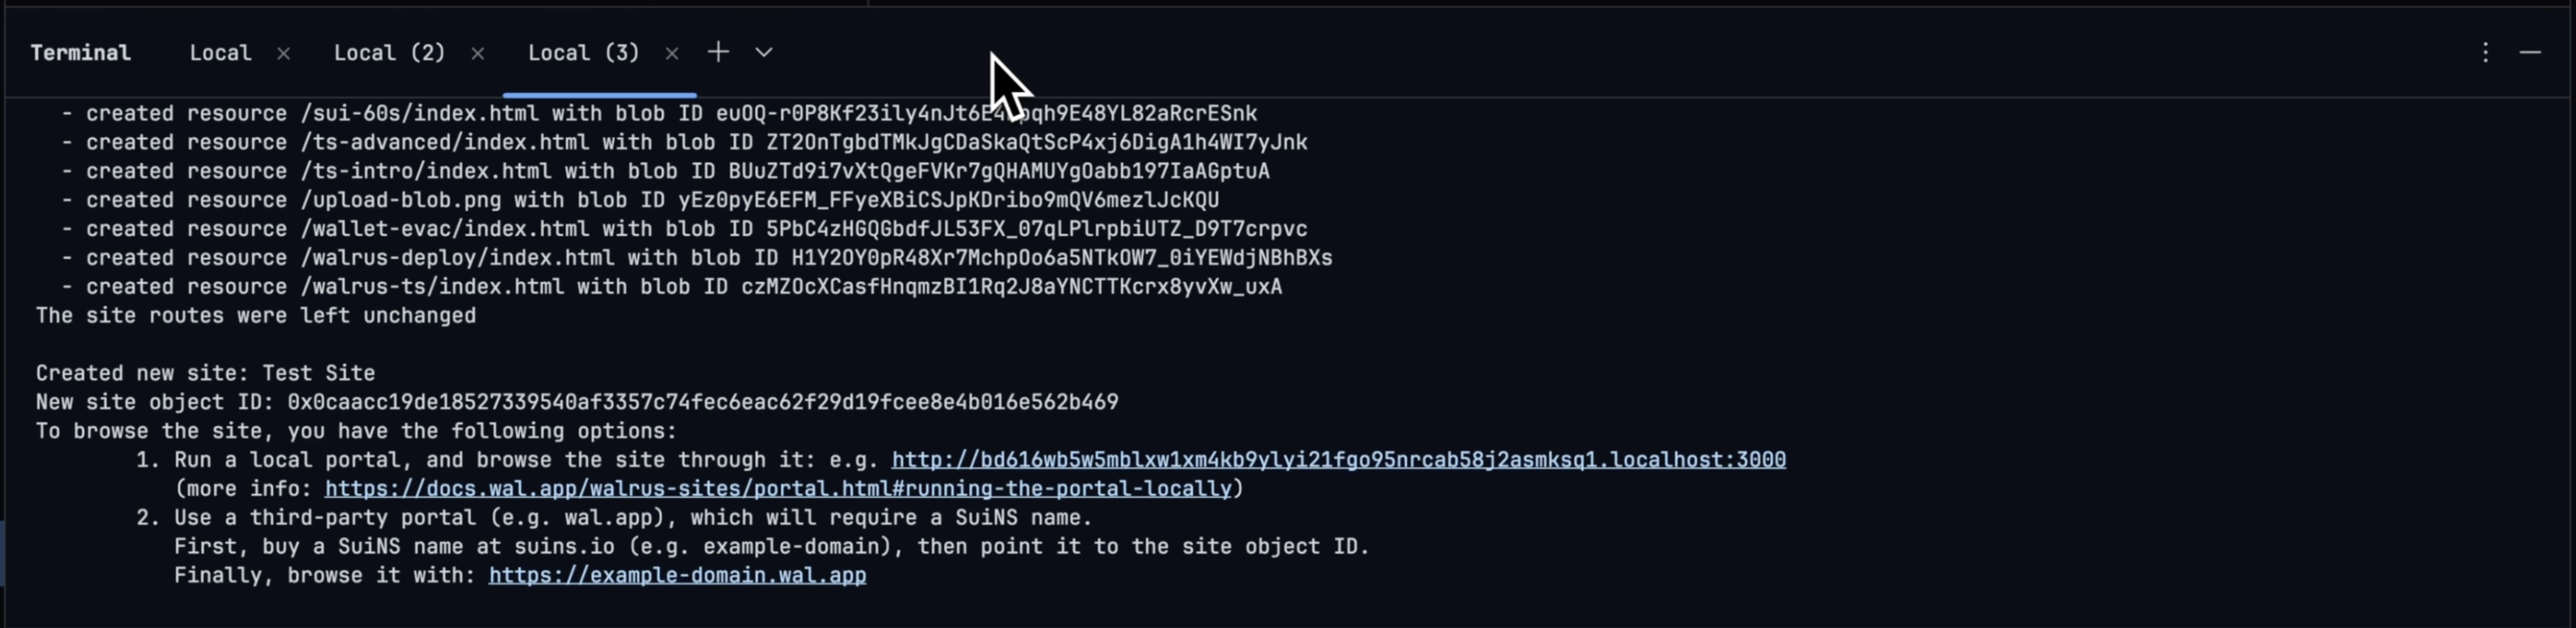 Terminal Local × Local (2) × Local (3) ×
- created resource /sui-60s/index.html with blob ID
- created resource /ts-advanced/index.html with blob ID ZT2OnTgbdTMkJgCDaSkaQtScP4xj6DigA1h4WI7yJnk
- created resource /ts-intro/index.html with blob ID BUuZTd9i7vXtQgeFVKr7gQHAMUYgOabb197IaAGptuA
- created resource /upload-blob.png with blob ID yEz0pyE6EFM_FFyeXBiCSJpKDribo9mQV6mezlJcKQU
- created resource /wallet-evac/index.html with blob ID 5PbC4zHGQGbdfJL53FX_07qLPlrpbiUTZ_D9T7crpvc
- created resource /walrus-deploy/index.html with blob ID H1Y2OY0pR48Xr7MchpOo6a5NTkOW7_0iYEWdjNBhBXs
- created resource /walrus-ts/index.html with blob ID czMZOcXCasfHnqmzBI1Rq2J8aYNCTTKcrx8yvXw_uxA
The site routes were left unchanged
Created new site: Test Site
New site object ID: 0x0caacc19de18527339540af3357c74fec6eac62f29d19fcee8e4b016e562b469
To browse the site, you have the following options:
1. Run a local portal, and browse the site through it: e.g. http://bd616wb5w5mblxw1xm4kb9ylyi21fgo95nrcab58j2asmksq1.localhost:3000
(more info: https://docs.wal.app/walrus-sites/portal.html#running-the-portal-locally)
2. Use a third-party portal (e.g. wal.app), which will require a SuiNS name.
First, buy a SuiNS name at suins.io (e.g. example-domain), then point it to the site object ID.
Finally, browse it with: https://example-domain.wal.app